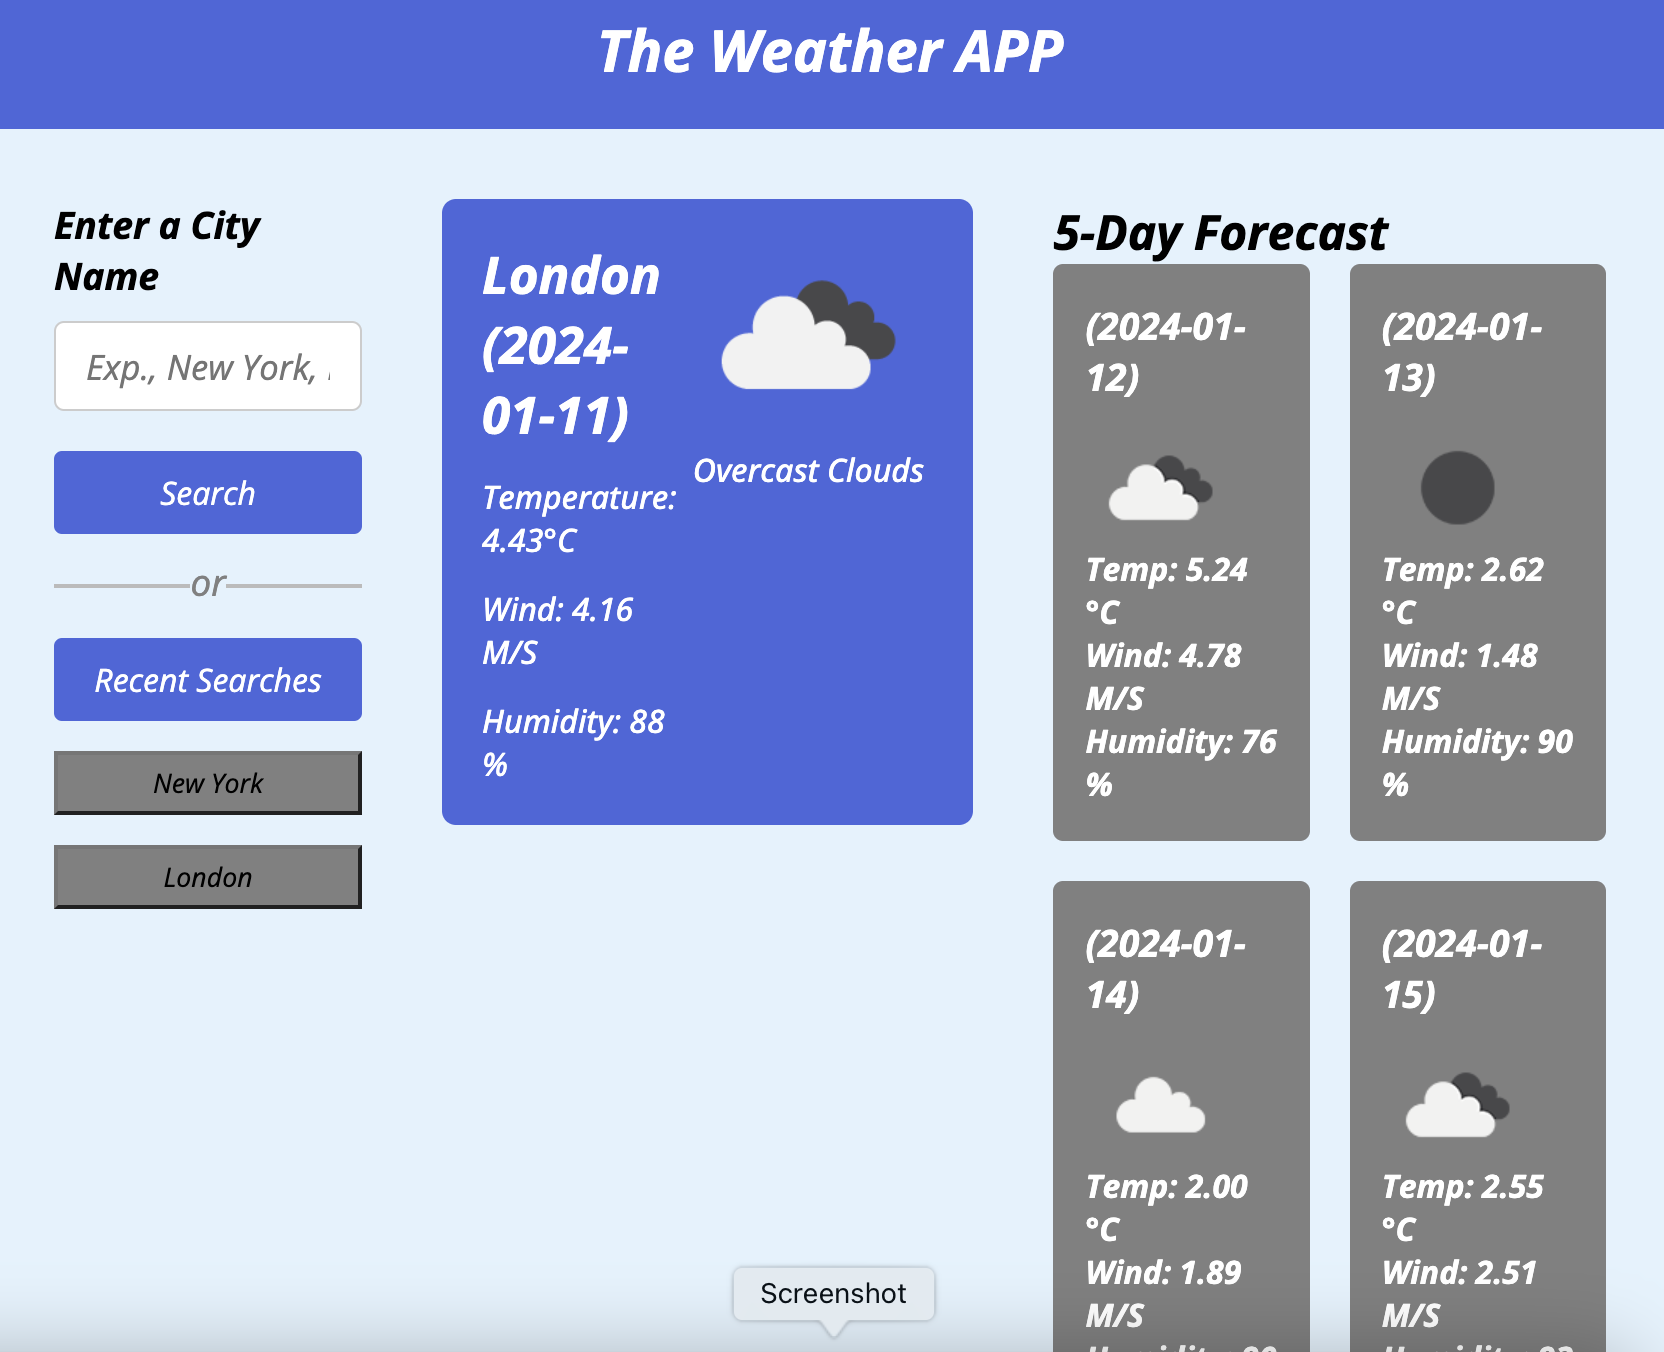 The Weather APP
Enter a City
Name
Exp., New York,
Search
or
Recent Searches
New York
London
London
(2024-
01-11)
Overcast Clouds
Temperature:
4.43°C
Wind: 4.16
M/S
Humidity: 88
%
5-Day Forecast
(2024-01-
12)
Temp: 5.24
°C
Wind: 4.78
M/S
Humidity: 76
%
(2024-01-
13)
Temp: 2.62
°C
Wind: 1.48
M/S
Humidity: 90
%
(2024-01-
14)
Temp: 2.00
°C
Wind: 1.89
M/S
(2024-01-
15)
Temp: 2.55
°C
Wind: 2.51
M/S
Screenshot